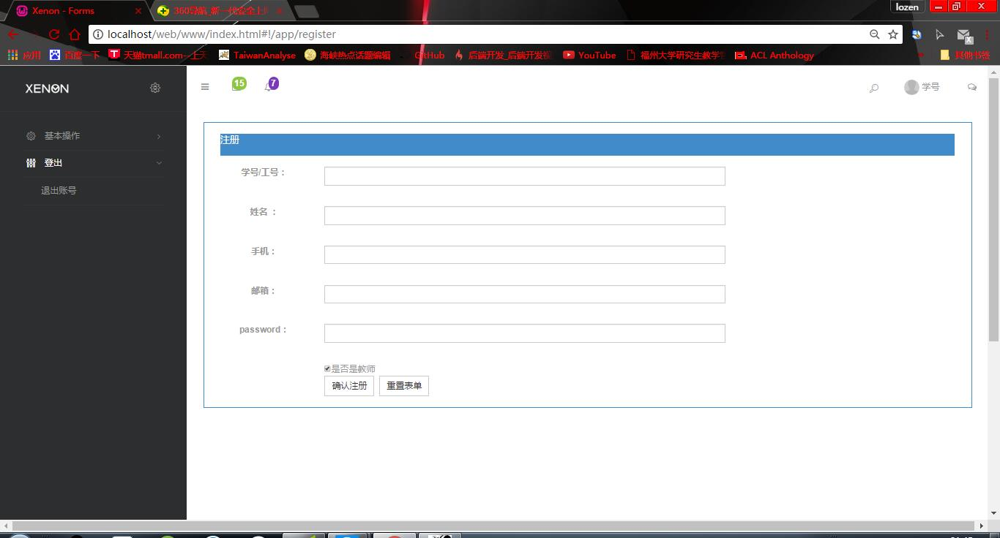 Xenon - Forms
360导航_新一代安全上
lozen
localhost/web/www/index.html#!/app/register
应用 百度一下 天猫tmall.com--上天 TaiwanAnalyse 海峡热点话题编辑 GitHub 后端开发_后端开发视 YouTube 福州大学研究生教学 ACL Anthology 其他书签
XENON
15 7 学号
基本操作
登出
退出账号
注册
学号/工号：
姓名 ：
手机：
邮箱：
password：
是否是教师
确认注册 重置表单